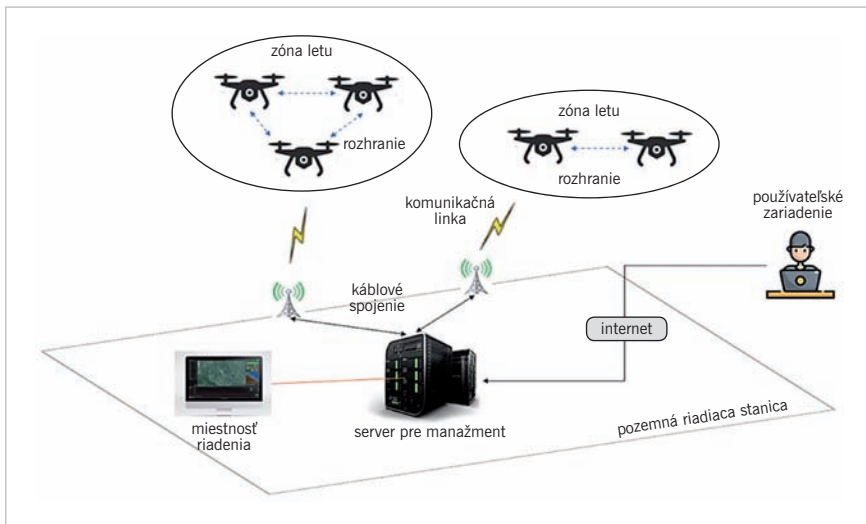 zóna letu
rozhranie
zóna letu
rozhranie
komunikačná
linka
používateľské
zariadenie
káblové
spojenie
internet
miestnosť
riadenia
server pre manažment
pozemná riadiaca stanica